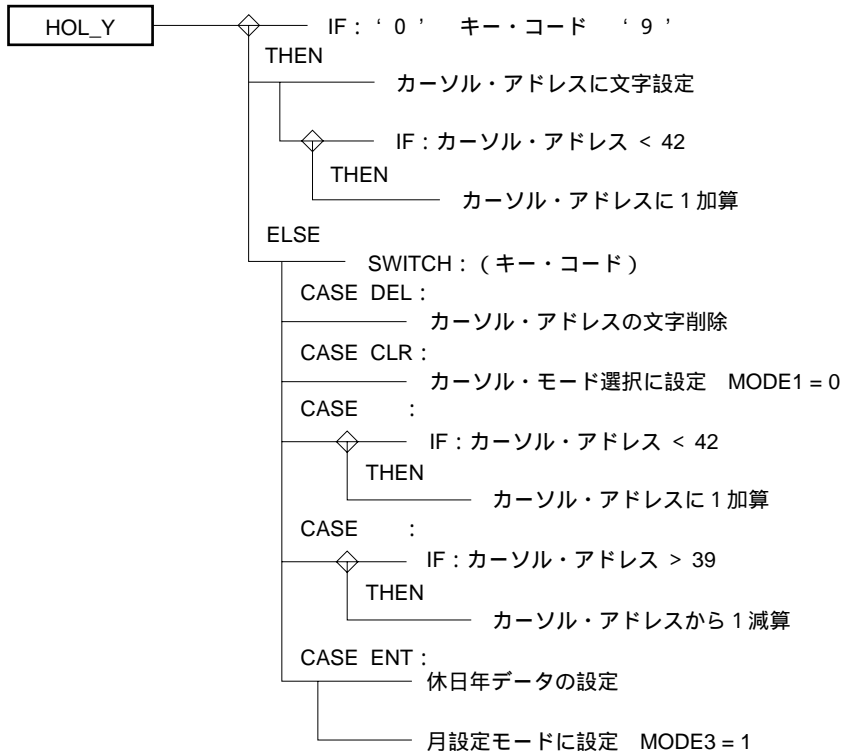 HOL_Y
IF:‘0’ キー・コード ‘9’
THEN
カーソル・アドレスに文字設定
IF:カーソル・アドレス < 42
THEN
カーソル・アドレスに1加算
ELSE
SWITCH:(キー・コード)
CASE DEL:
カーソル・アドレスの文字削除
CASE CLR:
カーソル・モード選択に設定 MODE1=0
CASE :
IF:カーソル・アドレス < 42
THEN
カーソル・アドレスに1加算
CASE :
IF:カーソル・アドレス > 39
THEN
カーソル・アドレスから1減算
CASE ENT:
休日年データの設定
月設定モードに設定 MODE3=1